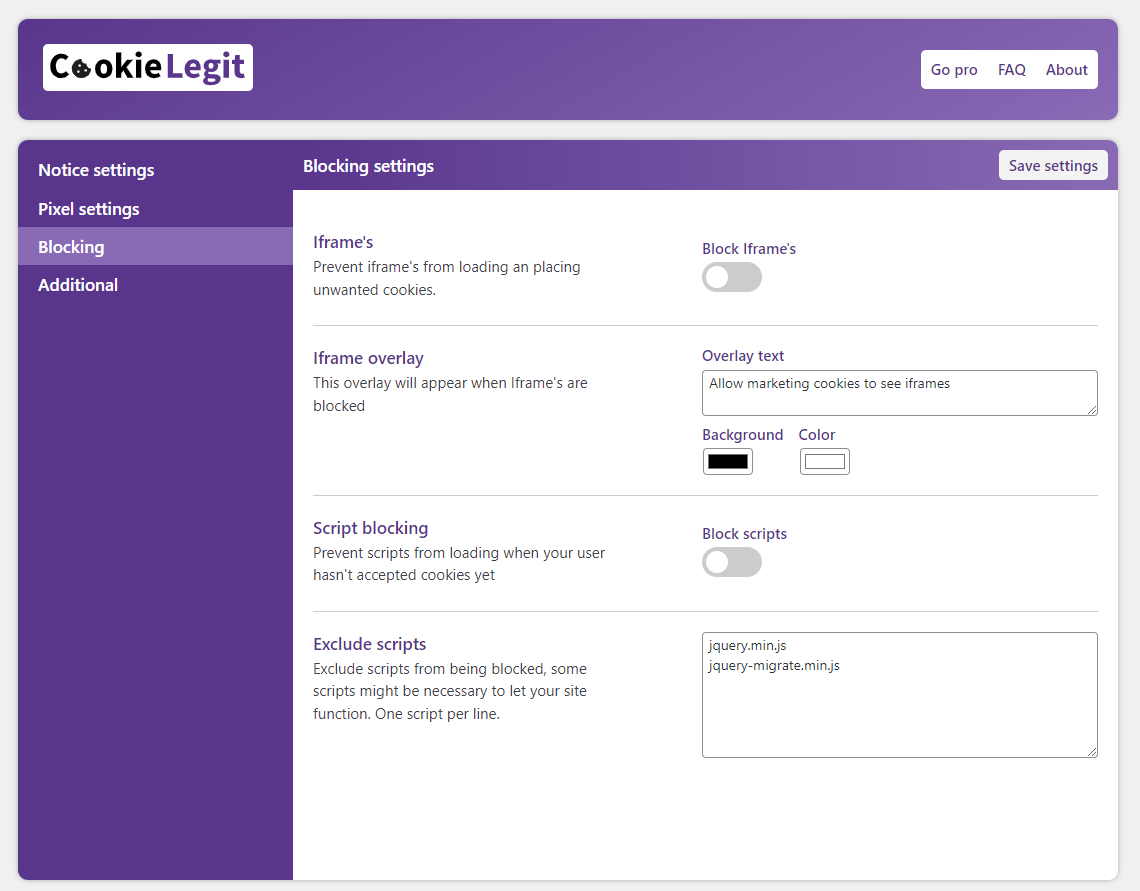 CookieLegit
Go pro FAQ About
Notice settings
Pixel settings
Blocking
Additional
Blocking settings
Save settings
Iframe's
Prevent iframe's from loading an placing
unwanted cookies.
Block Iframe's
Iframe overlay
This overlay will appear when Iframe's are
blocked
Overlay text
Allow marketing cookies to see iframes
Background Color
Script blocking
Prevent scripts from loading when your user
hasn't accepted cookies yet
Block scripts
Exclude scripts
Exclude scripts from being blocked, some
scripts might be necessary to let your site
function. One script per line.
jquery.min.js
jquery-migrate.min.js